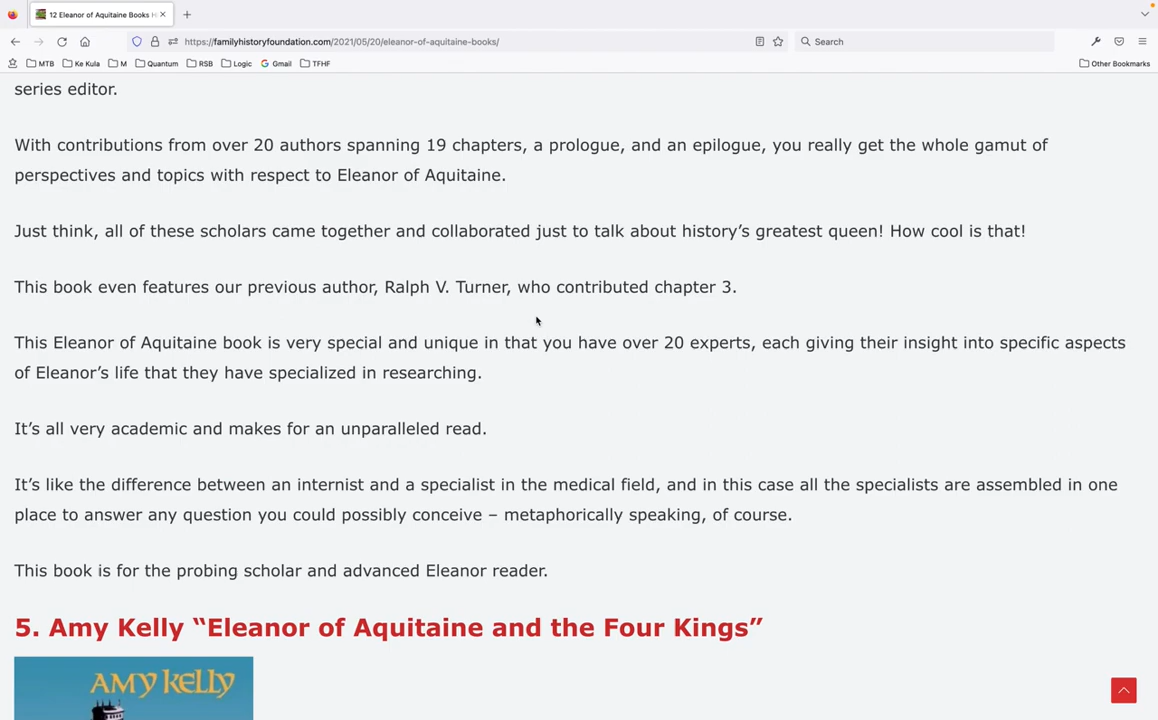 12 Eleanor of Aquitaine Books
https://familyhistoryfoundation.com/2021/05/20/eleanor-of-aquitaine-books/
Search
MTB Ke Kula M Quantum RSB Logic Gmail TFHF Other Bookmarks
series editor.
With contributions from over 20 authors spanning 19 chapters, a prologue, and an epilogue, you really get the whole gamut of
perspectives and topics with respect to Eleanor of Aquitaine.
Just think, all of these scholars came together and collaborated just to talk about history’s greatest queen! How cool is that!
This book even features our previous author, Ralph V. Turner, who contributed chapter 3.
This Eleanor of Aquitaine book is very special and unique in that you have over 20 experts, each giving their insight into specific aspects
of Eleanor’s life that they have specialized in researching.
It’s all very academic and makes for an unparalleled read.
It’s like the difference between an internist and a specialist in the medical field, and in this case all the specialists are assembled in one
place to answer any question you could possibly conceive – metaphorically speaking, of course.
This book is for the probing scholar and advanced Eleanor reader.
5. Amy Kelly “Eleanor of Aquitaine and the Four Kings”
AMY KELLY